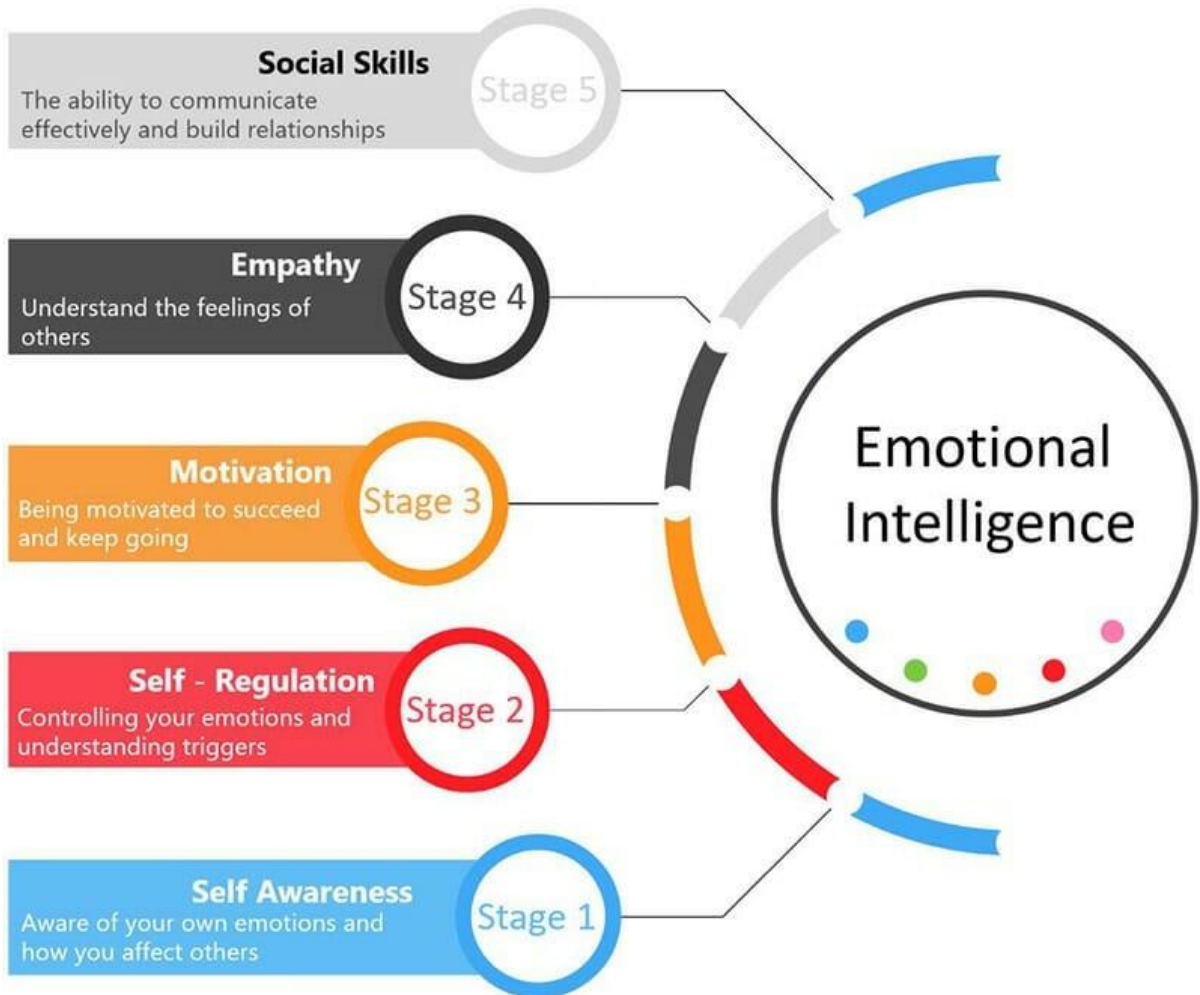 Social Skills
The ability to communicate
effectively and build relationships
Stage 5
Empathy
Understand the feelings of
others
Stage 4
Motivation
Being motivated to succeed
and keep going
Stage 3
Self - Regulation
Controlling your emotions and
understanding triggers
Stage 2
Self Awareness
Aware of your own emotions and
how you affect others
Stage 1
Emotional
Intelligence